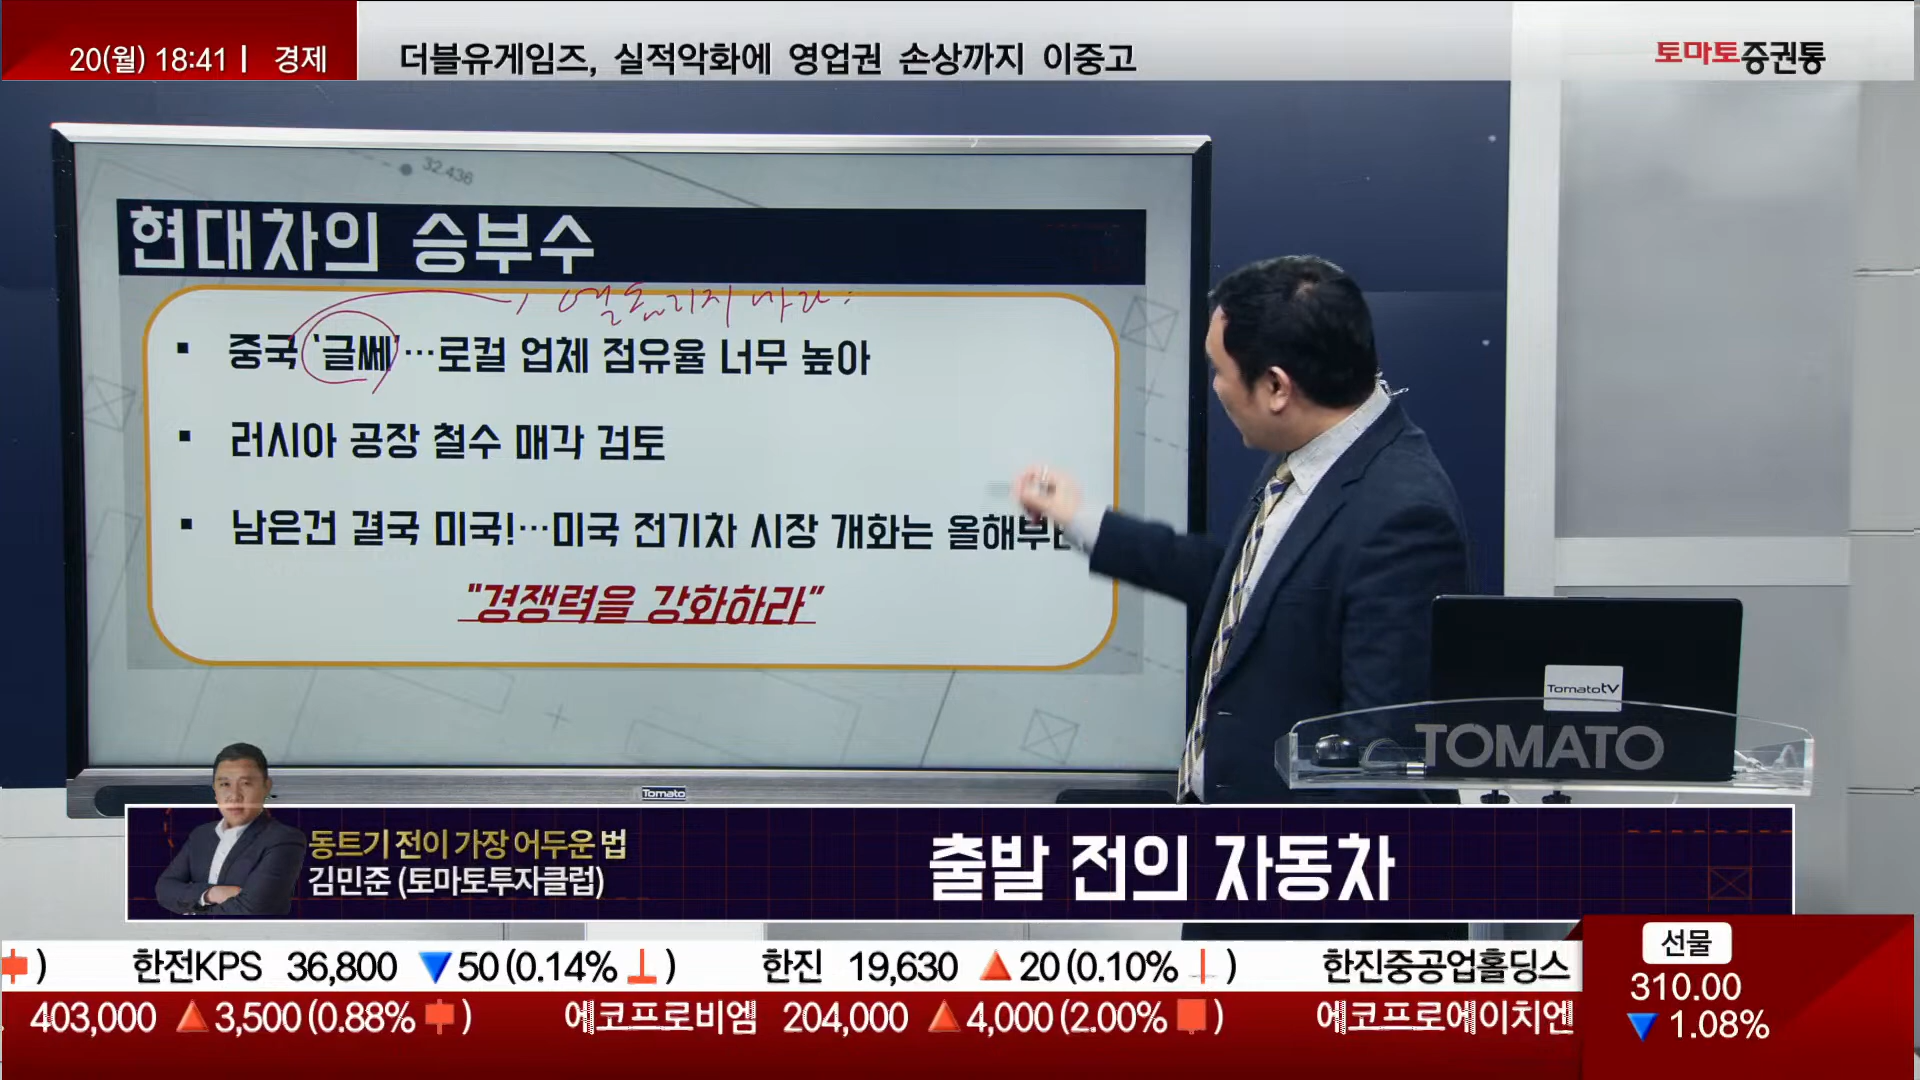 20(월) 18:41 | 경제
더블유게임즈, 실적악화에 영업권 손상까지 이중고
토마토증권통
32.436
현대차의 승부수
▪ 중국 '글쎄'…로컬 업체 점유율 너무 높아
▪ 러시아 공장 철수 매각 검토
▪ 남은건 결국 미국!…미국 전기차 시장 개화는 올해부터
"경쟁력을 강화하라"
TomatoTV
TOMATO
Tomato
동트기 전이 가장 어두운 법
김민준 (토마토투자클럽)
출발 전의 자동차
) 한전KPS 36,800 ▼50 (0.14% ) 한진 19,630 ▲20 (0.10% ) 한진중공업홀딩스
403,000 ▲3,500 (0.88% ) 에코프로비엠 204,000 ▲4,000 (2.00% ) 에코프로에이치엔
선물
310.00
▼ 1.08%